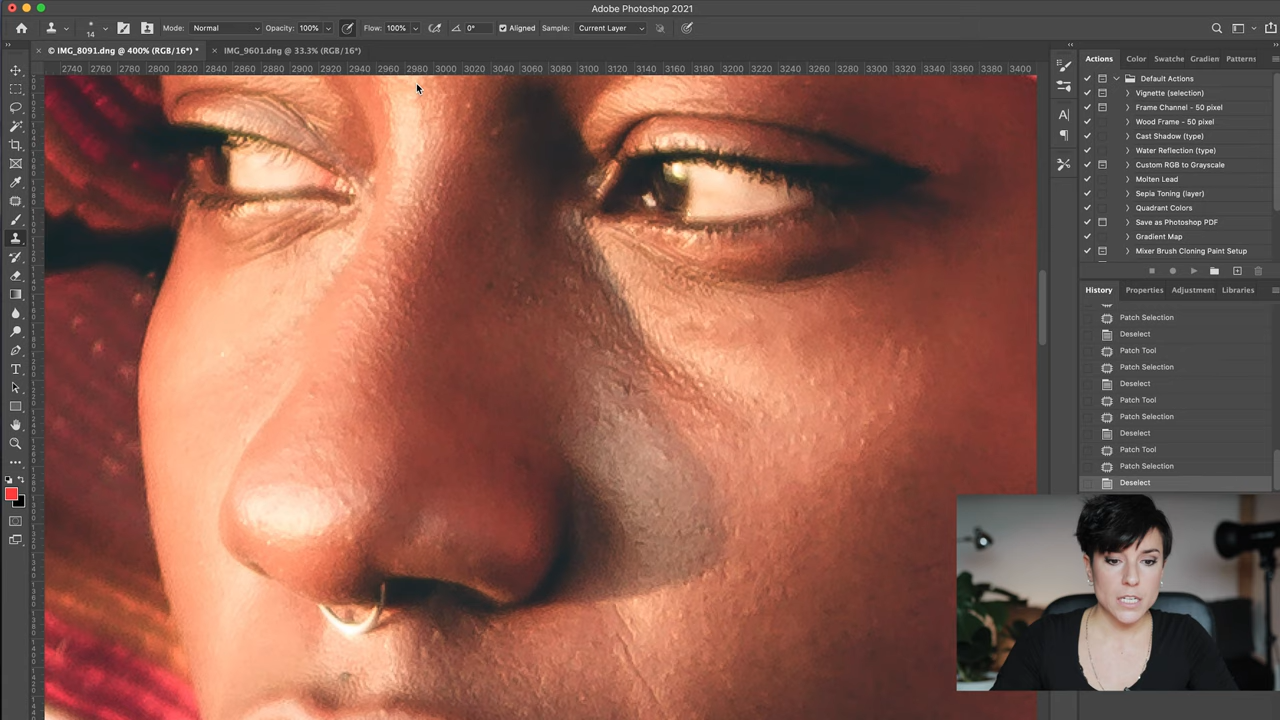 Adobe Photoshop 2021
14 Mode: Normal Opacity: 100% Flow: 100% 0° Aligned Sample: Current Layer
© IMG_8091.dng @ 400% (RGB/16*) * IMG_9601.dng @ 33.3% (RGB/16*)
2740 2760 2780 2800 2820 2840 2860 2880 2900 2920 2940 2960 2980 3000 3020 3040 3060 3080 3100 3120 3140 3160 3180 3200 3220 3240 3260 3280 3300 3320 3340 3360 3380 3400
Actions Color Swatche Gradien Patterns
Default Actions
Vignette (selection)
Frame Channel - 50 pixel
Wood Frame - 50 pixel
Cast Shadow (type)
Water Reflection (type)
Custom RGB to Grayscale
Molten Lead
Sepia Toning (layer)
Quadrant Colors
Save as Photoshop PDF
Gradient Map
Mixer Brush Cloning Paint Setup
History Properties Adjustment Libraries
Patch Selection
Deselect
Patch Tool
Patch Selection
Deselect
Patch Tool
Patch Selection
Deselect
Patch Tool
Patch Selection
Deselect